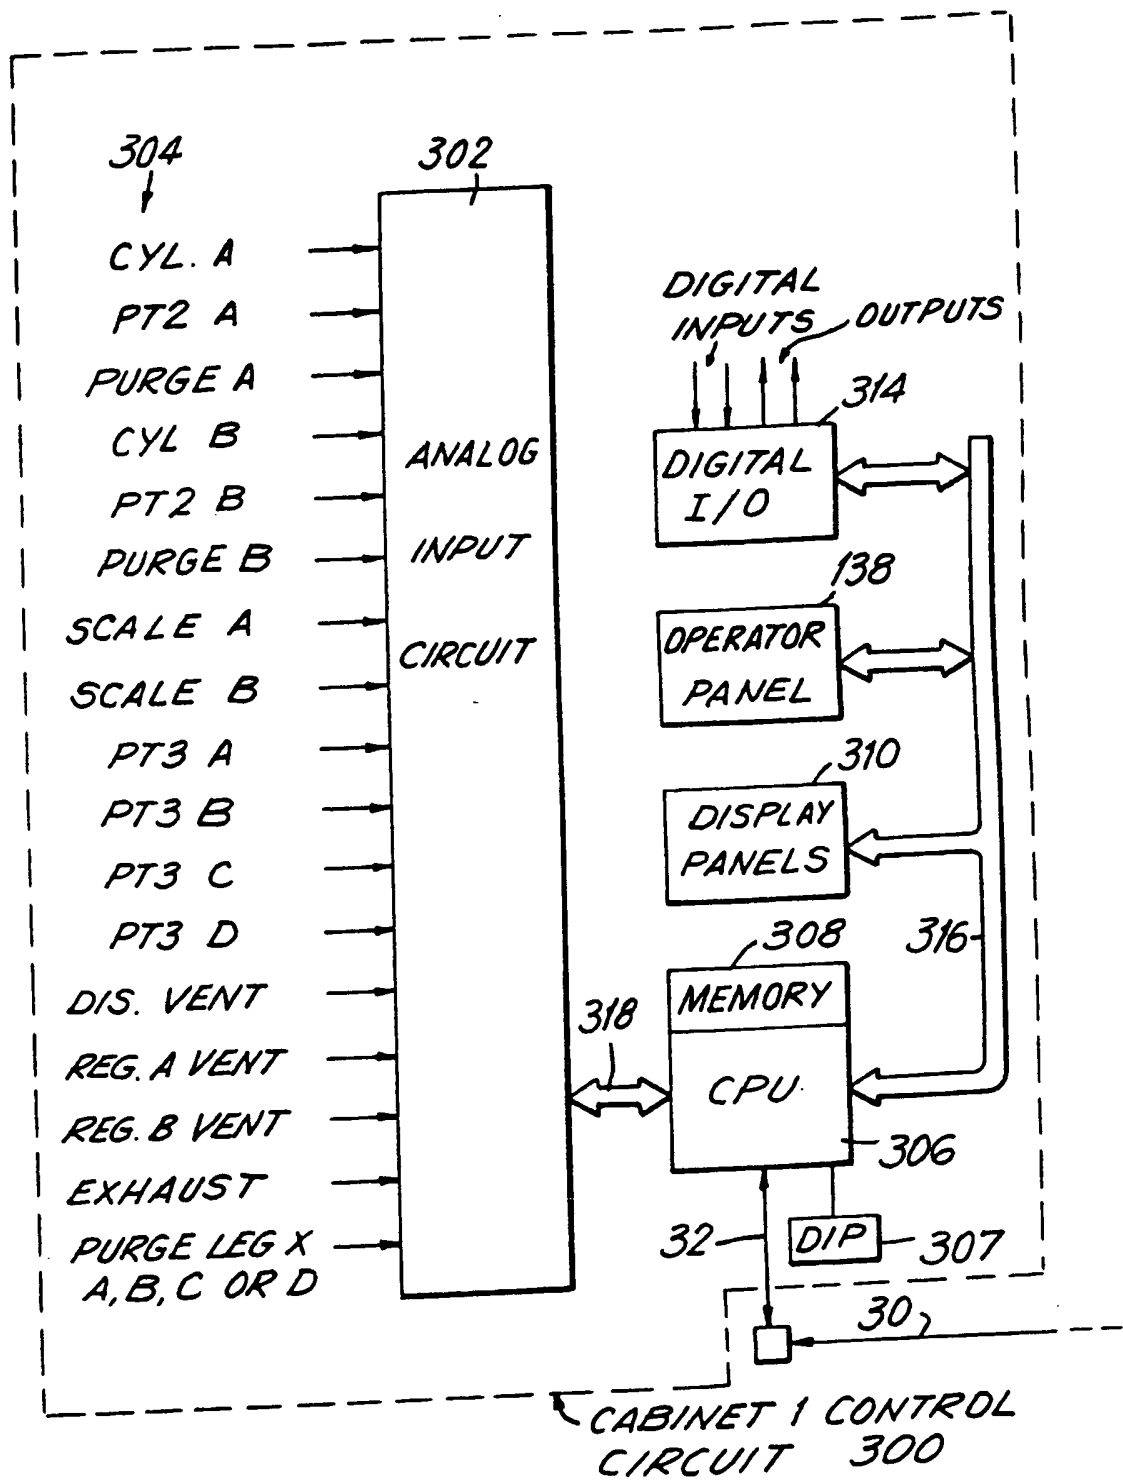 304
302
CYL. A
PT2 A
PURGE A
CYL B
PT2 B
PURGE B
SCALE A
SCALE B
PT3 A
PT3 B
PT3 C
PT3 D
DIS. VENT
REG. A VENT
REG. B VENT
EXHAUST
PURGE LEG X
A, B, C OR D
ANALOG
INPUT
CIRCUIT
DIGITAL
INPUTS
OUTPUTS
314
DIGITAL
I/O
138
OPERATOR
PANEL
310
DISPLAY
PANELS
316
308
MEMORY
318
CPU
306
32
DIP
307
30
CABINET 1 CONTROL
CIRCUIT 300